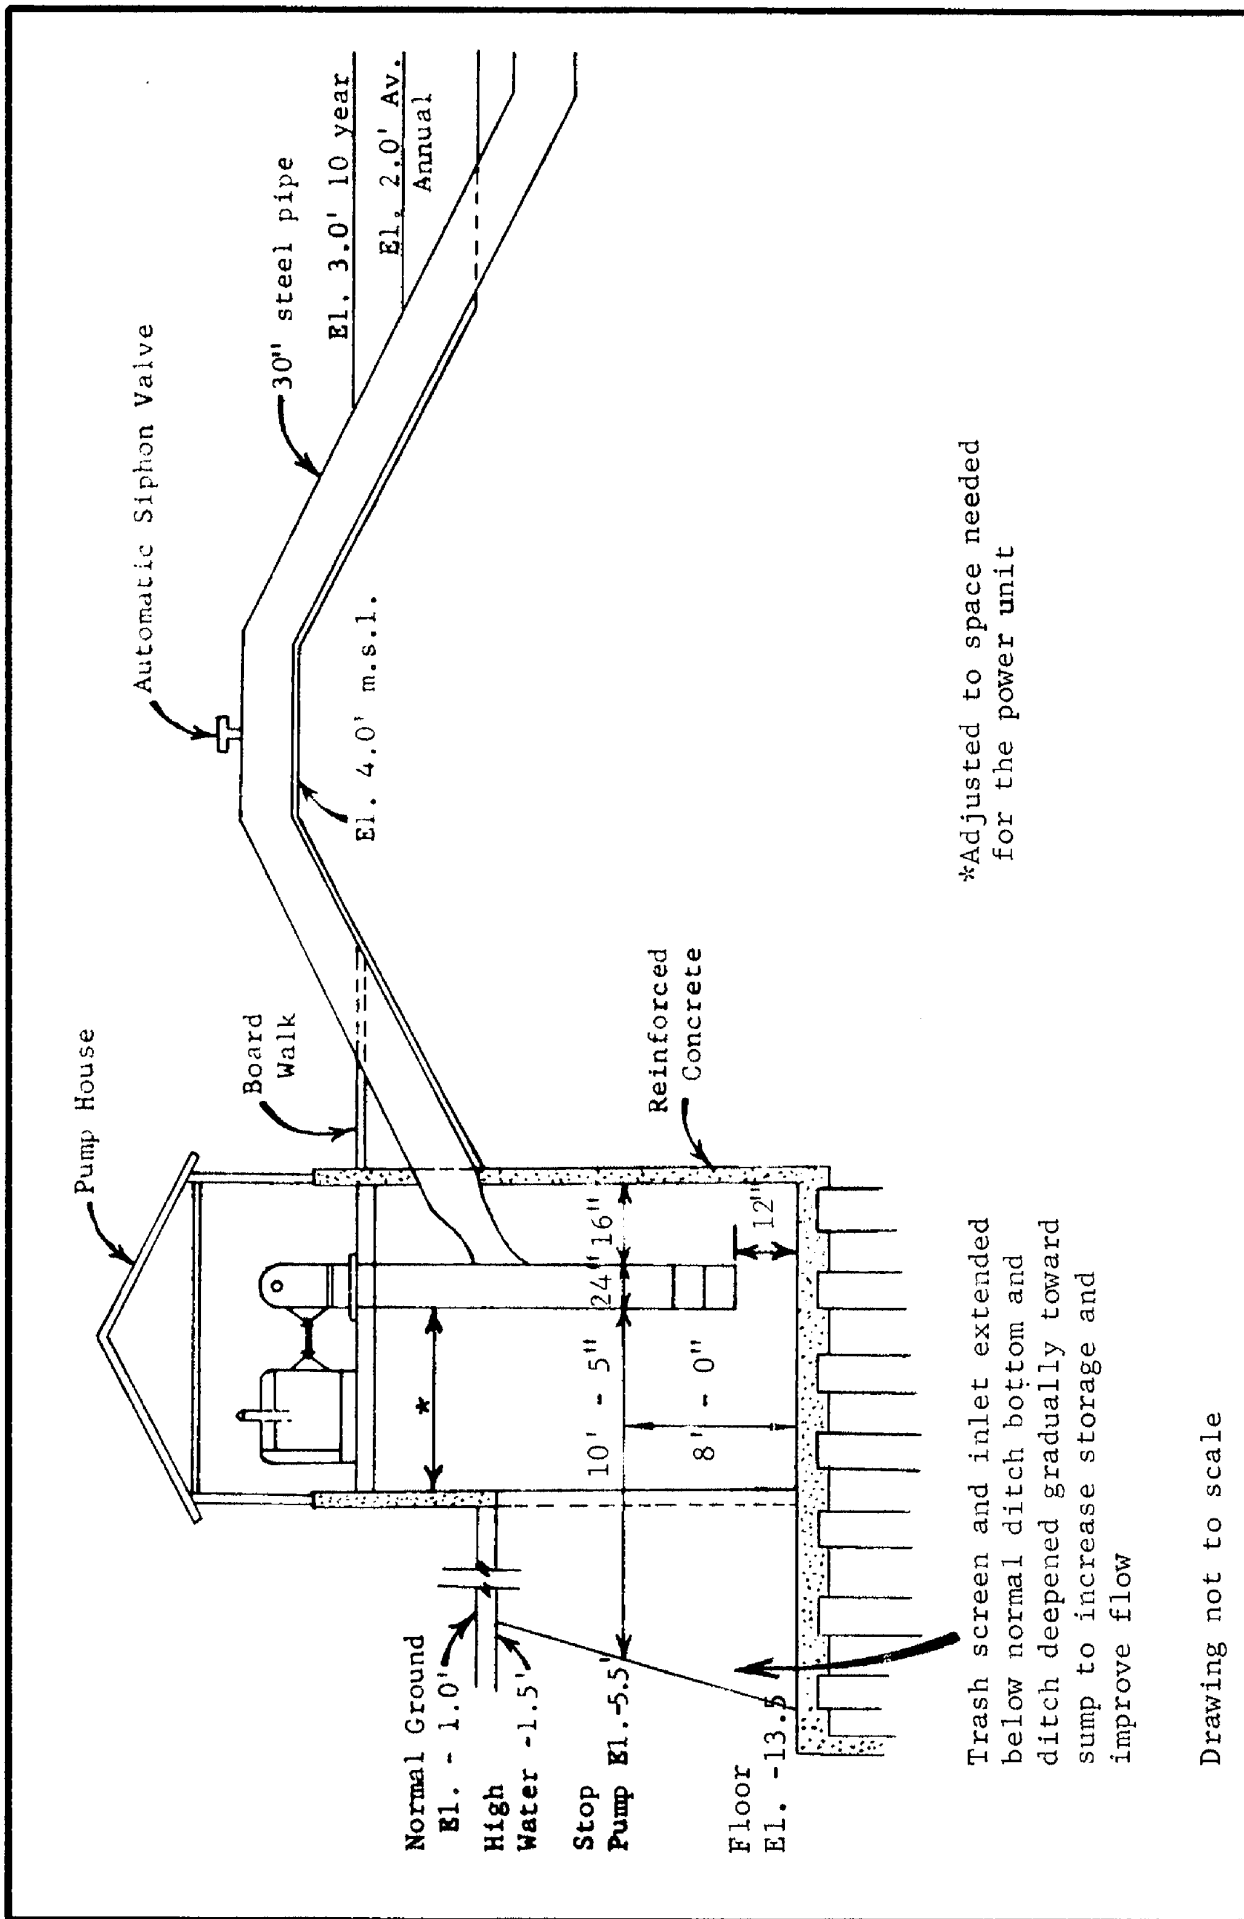 Pump House
Automatic Siphon Valve
30" steel pipe
Board
Walk
El. 3.0' 10 year
El. 2.0' Av.
Annual
El. 4.0' m.s.l.
Normal Ground
El. - 1.0'
High
Water -1.5'
Stop
Pump El.-5.5'
Floor
El. -13.5
*
10' - 5"
24"
16"
8' - 0"
12"
Reinforced
Concrete
Trash screen and inlet extended
below normal ditch bottom and
ditch deepened gradually toward
sump to increase storage and
improve flow
*Adjusted to space needed
for the power unit
Drawing not to scale